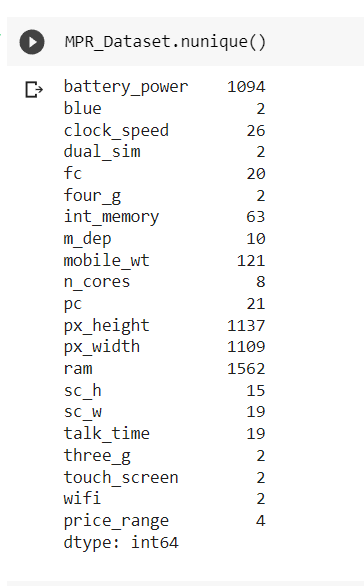 MPR_Dataset.nunique()
battery_power 1094
blue 2
clock_speed 26
dual_sim 2
fc 20
four_g 2
int_memory 63
m_dep 10
mobile_wt 121
n_cores 8
pc 21
px_height 1137
px_width 1109
ram 1562
sc_h 15
sc_w 19
talk_time 19
three_g 2
touch_screen 2
wifi 2
price_range 4
dtype: int64